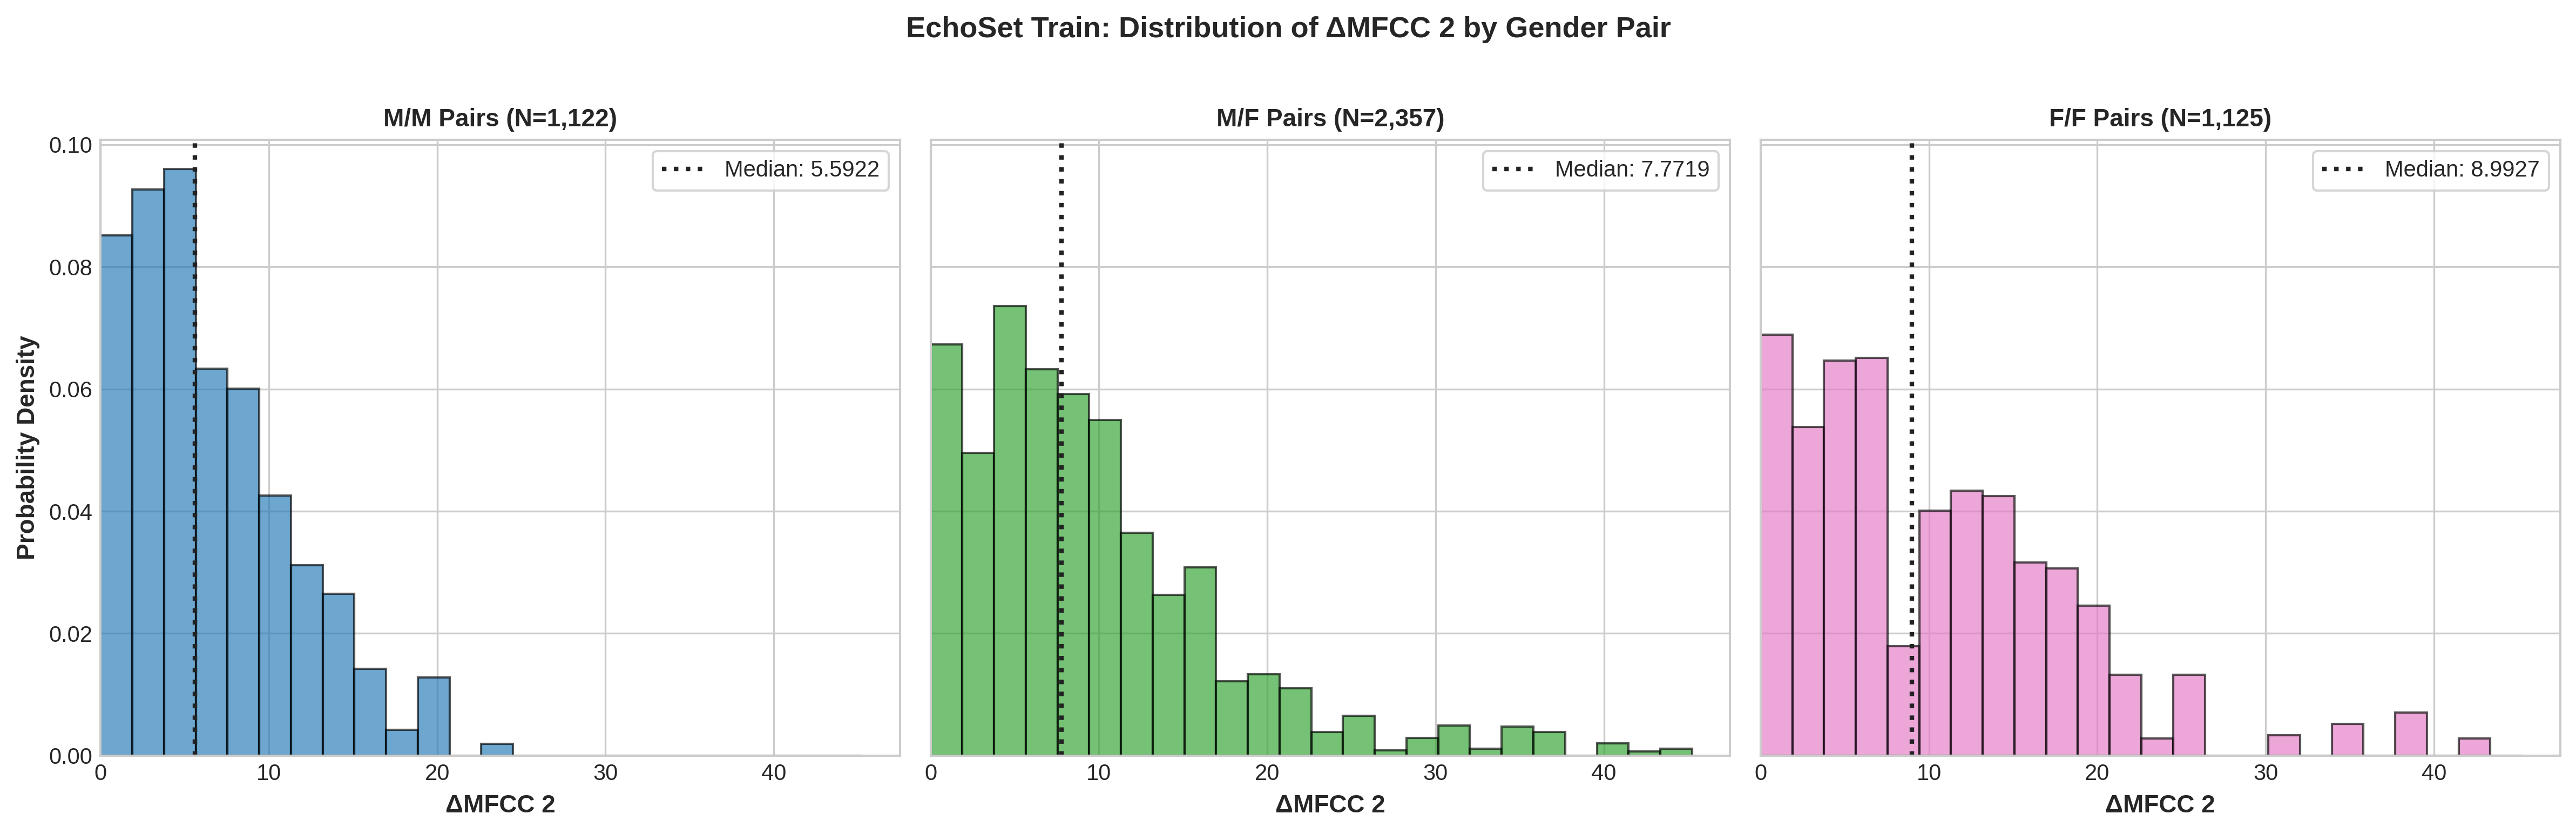 EchoSet Train: Distribution of ΔMFCC 2 by Gender Pair
M/M Pairs (N=1,122)
M/F Pairs (N=2,357)
F/F Pairs (N=1,125)
Median: 5.5922
Median: 7.7719
Median: 8.9927
Probability Density
0.10
0.08
0.06
0.04
0.02
0.00
0 10 20 30 40
0 10 20 30 40
0 10 20 30 40
ΔMFCC 2
ΔMFCC 2
ΔMFCC 2